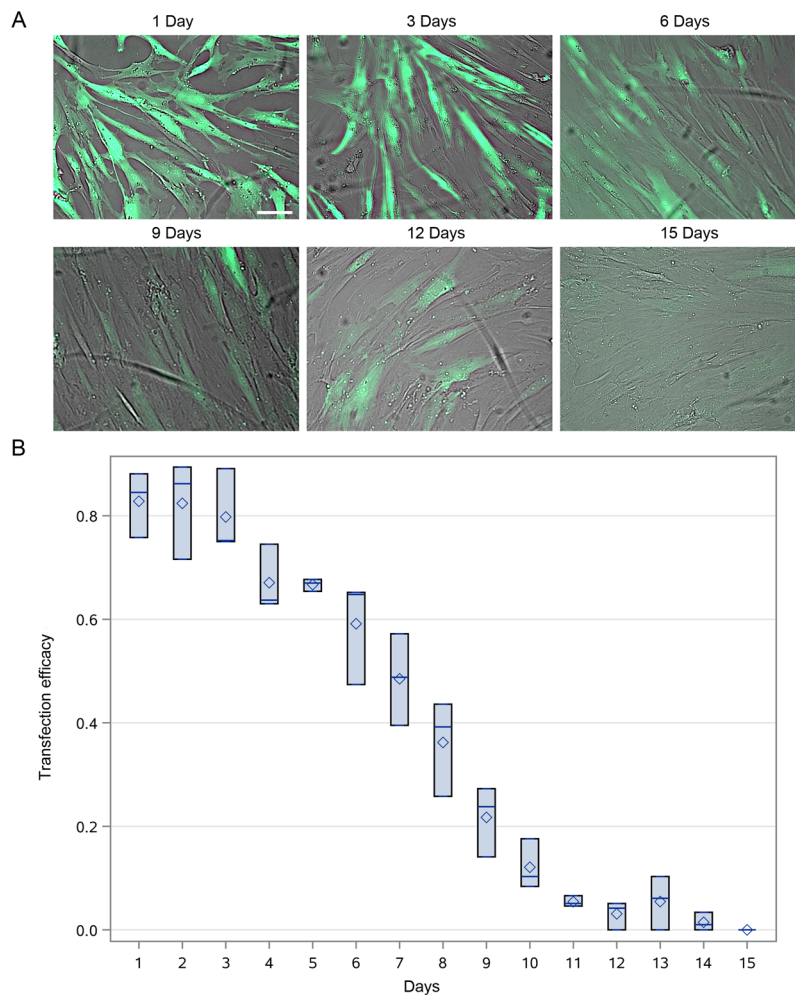 A
1 Day
3 Days
6 Days
9 Days
12 Days
15 Days
B
Transfection efficacy
0.8
0.6
0.4
0.2
0.0
1 2 3 4 5 6 7 8 9 10 11 12 13 14 15
Days